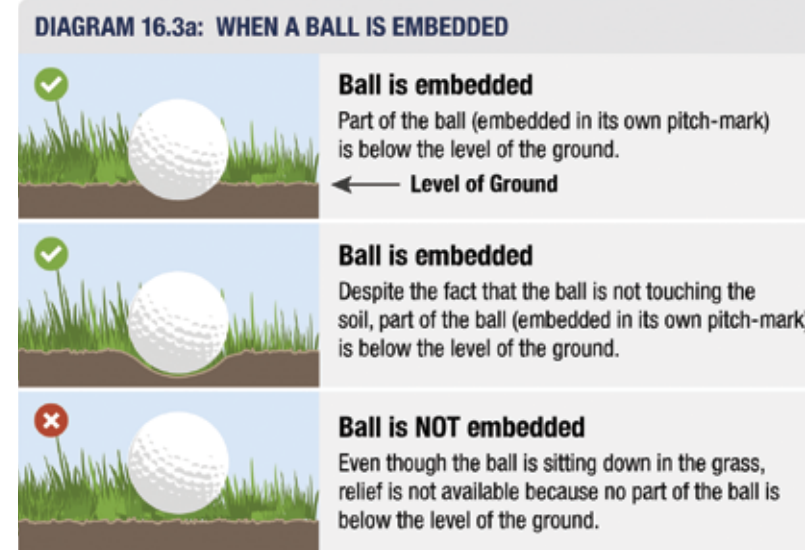 DIAGRAM 16.3a: WHEN A BALL IS EMBEDDED
Ball is embedded
Part of the ball (embedded in its own pitch-mark)
is below the level of the ground.
Level of Ground
Ball is embedded
Despite the fact that the ball is not touching the
soil, part of the ball (embedded in its own pitch-mark)
is below the level of the ground.
Ball is NOT embedded
Even though the ball is sitting down in the grass,
relief is not available because no part of the ball is
below the level of the ground.